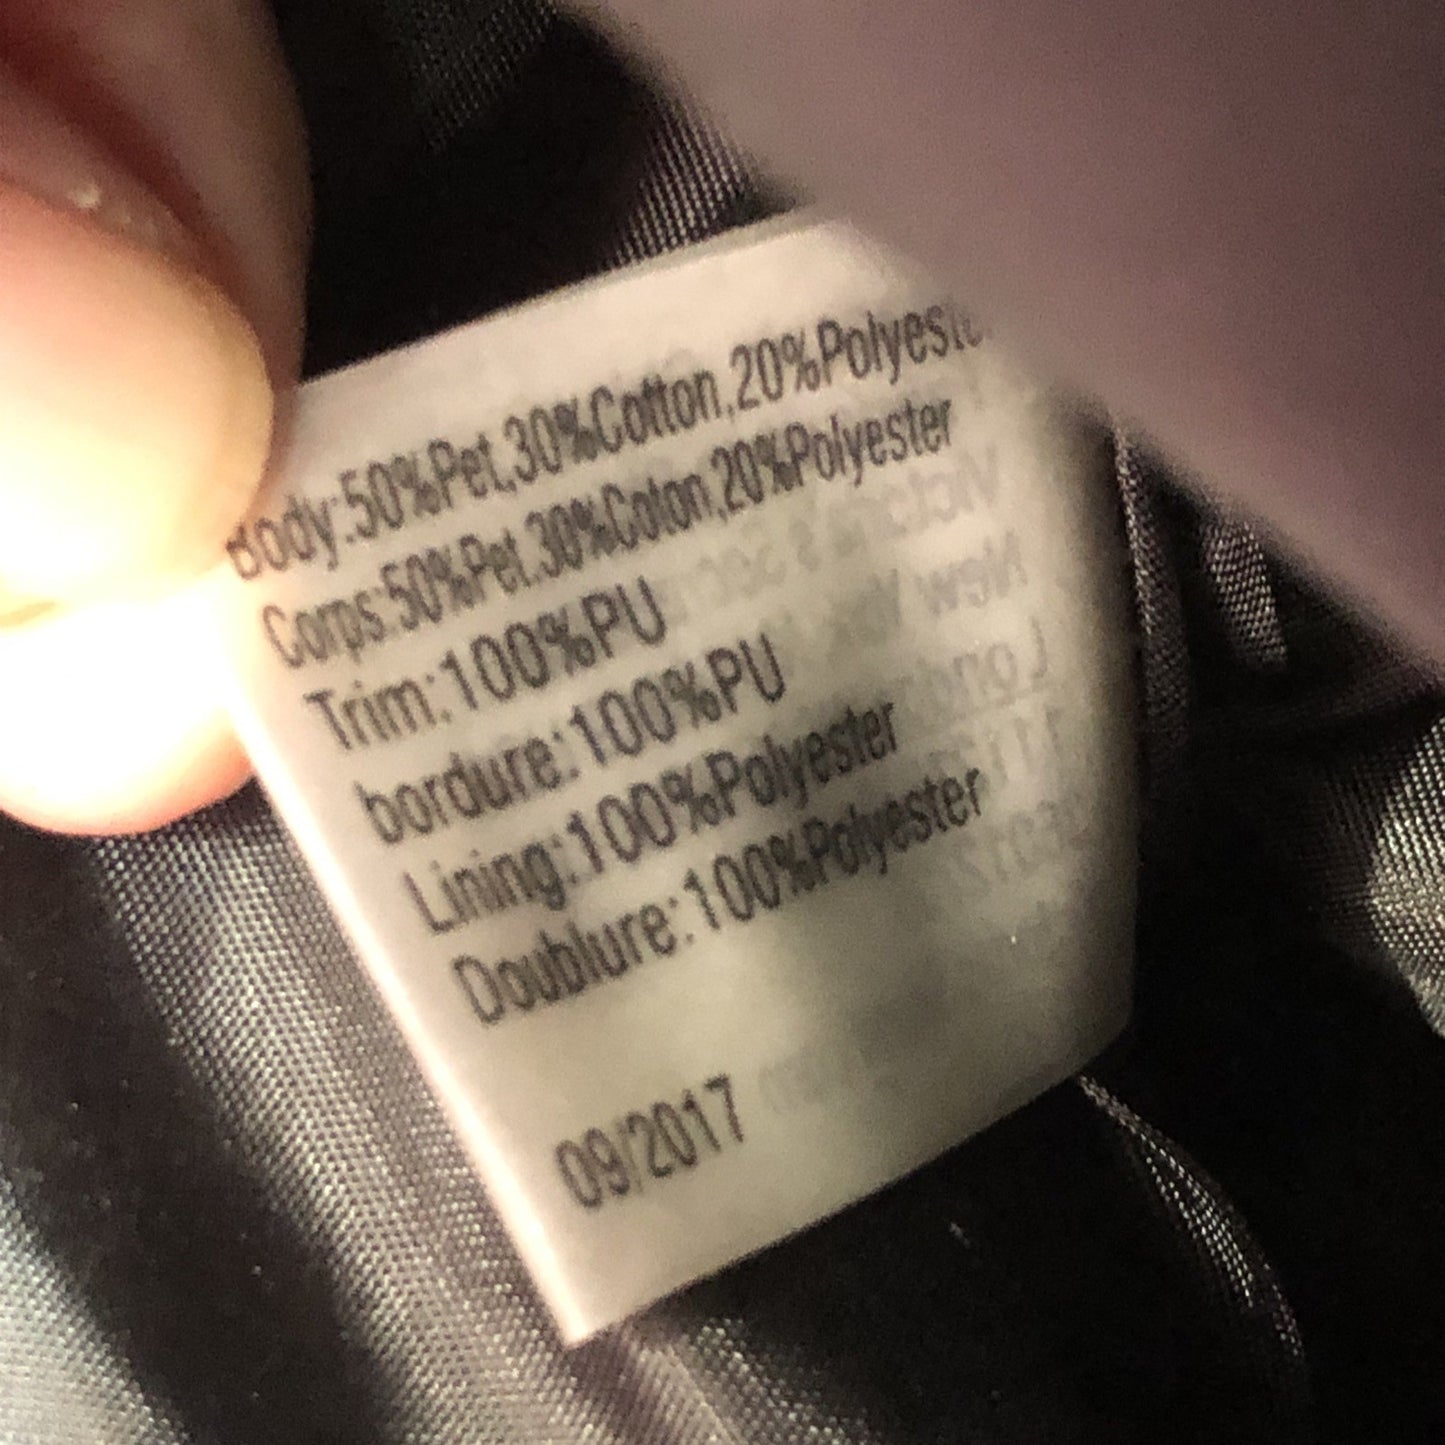 Body:50%Pet,30%Cotton,20%Polyester
Corps:50%Pet.30%Coton,20%Polyester
Trim:100%PU
bordure:100%PU
Lining:100%Polyester
Doublure:100%Polyester
09/2017